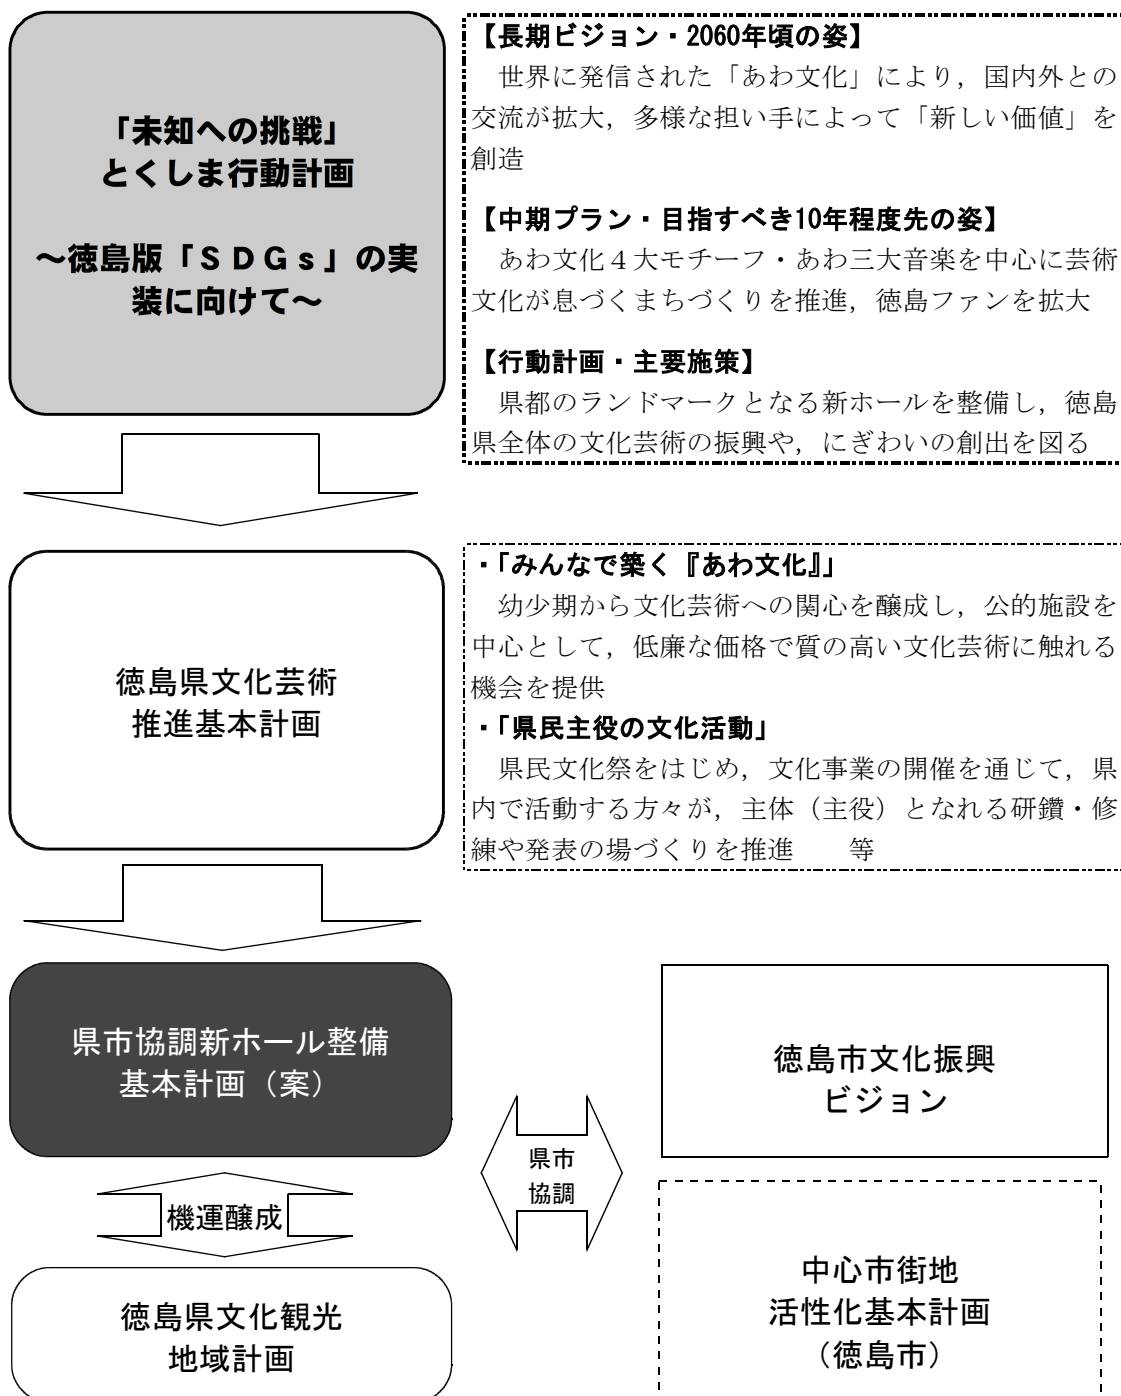 「未知への挑戦」
とくしま行動計画
～徳島版「ＳＤＧｓ」の実
装に向けて～
【長期ビジョン・2060年頃の姿】
世界に発信された「あわ文化」により，国内外との
交流が拡大，多様な担い手によって「新しい価値」を
創造
【中期プラン・目指すべき10年程度先の姿】
あわ文化４大モチーフ・あわ三大音楽を中心に芸術
文化が息づくまちづくりを推進，徳島ファンを拡大
【行動計画・主要施策】
県都のランドマークとなる新ホールを整備し，徳島
県全体の文化芸術の振興や，にぎわいの創出を図る
徳島県文化芸術
推進基本計画
・「みんなで築く『あわ文化』」
幼少期から文化芸術への関心を醸成し，公的施設を
中心として，低廉な価格で質の高い文化芸術に触れる
機会を提供
・「県民主役の文化活動」
県民文化祭をはじめ，文化事業の開催を通じて，県
内で活動する方々が，主体（主役）となれる研鑽・修
練や発表の場づくりを推進　　等
県市協調新ホール整備
基本計画（案）
県市
協調
徳島市文化振興
ビジョン
機運醸成
徳島県文化観光
地域計画
中心市街地
活性化基本計画
（徳島市）